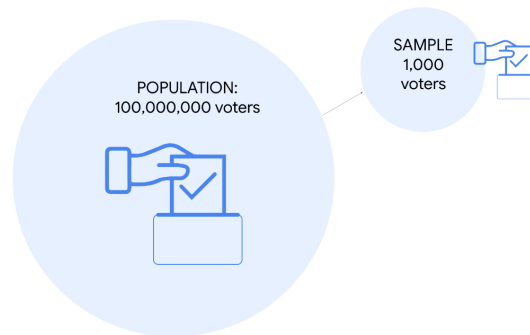 POPULATION:
100,000,000 voters
SAMPLE
1,000
voters